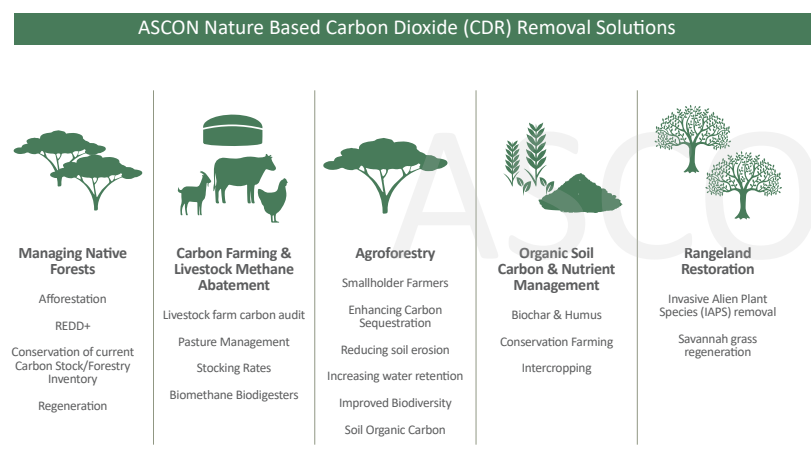 ASCON Nature Based Carbon Dioxide (CDR) Removal Solutions
ASCO
Managing Native
Forests
Afforestation
REDD+
Conservation of current
Carbon Stock/Forestry
Inventory
Regeneration
Carbon Farming &
Livestock Methane
Abatement
Livestock farm carbon audit
Pasture Management
Stocking Rates
Biomethane Biodigesters
Agroforestry
Smallholder Farmers
Enhancing Carbon
Sequestration
Reducing soil erosion
Increasing water retention
Improved Biodiversity
Soil Organic Carbon
Organic Soil
Carbon & Nutrient
Management
Biochar & Humus
Conservation Farming
Intercropping
Rangeland
Restoration
Invasive Alien Plant
Species (IAPS) removal
Savannah grass
regeneration